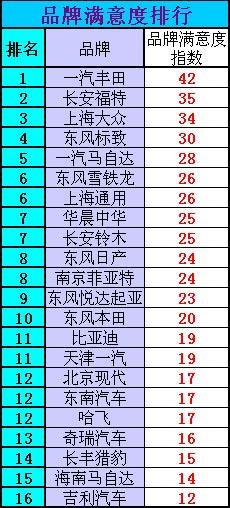 品牌满意度排行
排名 品牌 品牌满意度指数
1 一汽丰田 42
2 长安福特 35
3 上海大众 34
4 东风标致 30
5 一汽马自达 28
6 东风雪铁龙 26
6 上海通用 26
7 华晨中华 25
7 长安铃木 25
8 东风日产 24
8 南京菲亚特 24
9 东风悦达起亚 23
10 东风本田 20
11 比亚迪 19
11 天津一汽 19
12 北京现代 17
12 东南汽车 17
12 哈飞 17
13 奇瑞汽车 16
14 长丰猎豹 15
15 海南马自达 14
16 吉利汽车 12